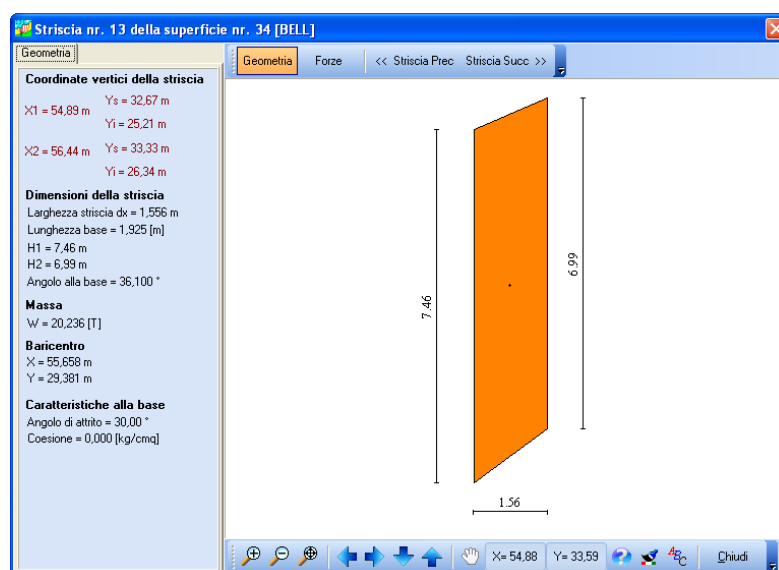 Striscia nr. 13 della superficie nr. 34 [BELL]
Geometria
Geometria Forze << Striscia Prec Striscia Succ >>
Coordinate vertici della striscia
X1 = 54,89 m
Ys = 32,67 m
Yi = 25,21 m
X2 = 56,44 m
Ys = 33,33 m
Yi = 26,34 m
Dimensioni della striscia
Larghezza striscia dx = 1,556 m
Lunghezza base = 1,925 [m]
H1 = 7,46 m
H2 = 6,99 m
Angolo alla base = 36,100 °
Massa
W = 20,236 [T]
Baricentro
X = 55,658 m
Y = 29,381 m
Caratteristiche alla base
Angolo di attrito = 30,00 °
Coesione = 0,000 [kg/cmq]
7.46
6.99
1.56
X= 54,88 Y= 33,59 ABC Chiudi